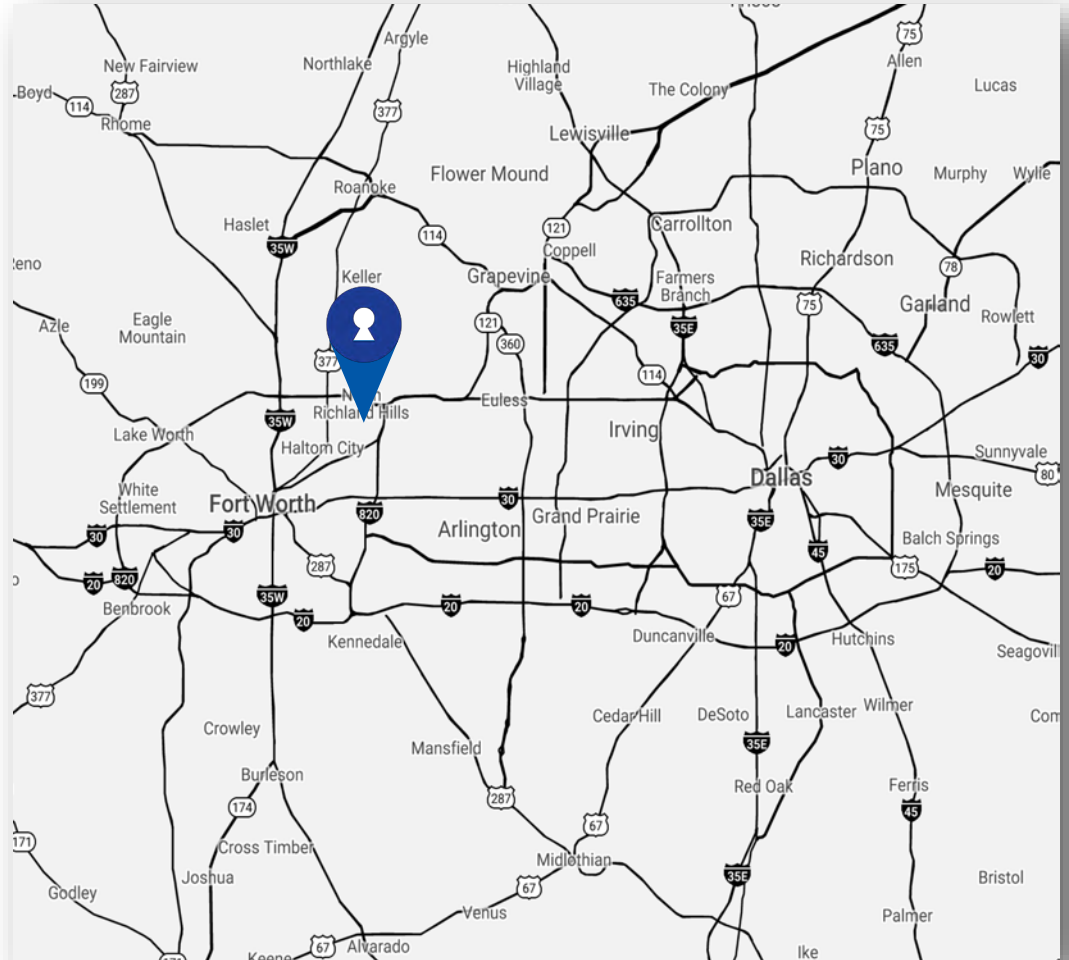 Argyle
New Fairview
Northlake
Highland
Village
75
Allen
Lucas
287
Boyd
114
377
The Colony
Rhome
Lewisville
75
Flower Mound
Plano
Murphy
Wylie
Roanoke
Haslet
114
121
Carrollton
35W
Coppell
Richardson
Keller
Grapevine
Farmers
Branch
78
635
75
Garland
Rowlett
Azle
Eagle
Mountain
121
35E
360
635
377
30
199
114
Richland Hills
Euless
35W
Lake Worth
Haltom City
Irving
30
Sunnyvale
80
Dallas
White
Settlement
Fort Worth
30
Mesquite
820
Grand Prairie
35E
30
30
Arlington
Balch Springs
45
287
175
20
820
20
35W
67
Benbrook
20
20
20
Kennedale
Duncanville
20
Hutchins
377
Crowley
Cedar Hill
DeSoto
Lancaster
Wilmer
Mansfield
35E
Burleson
Red Oak
Ferris
287
174
45
67
171
Cross Timber
Midlothian
Joshua
35E
Godley
67
Bristol
Venus
Palmer
67
Alvarado
Ike
Keene